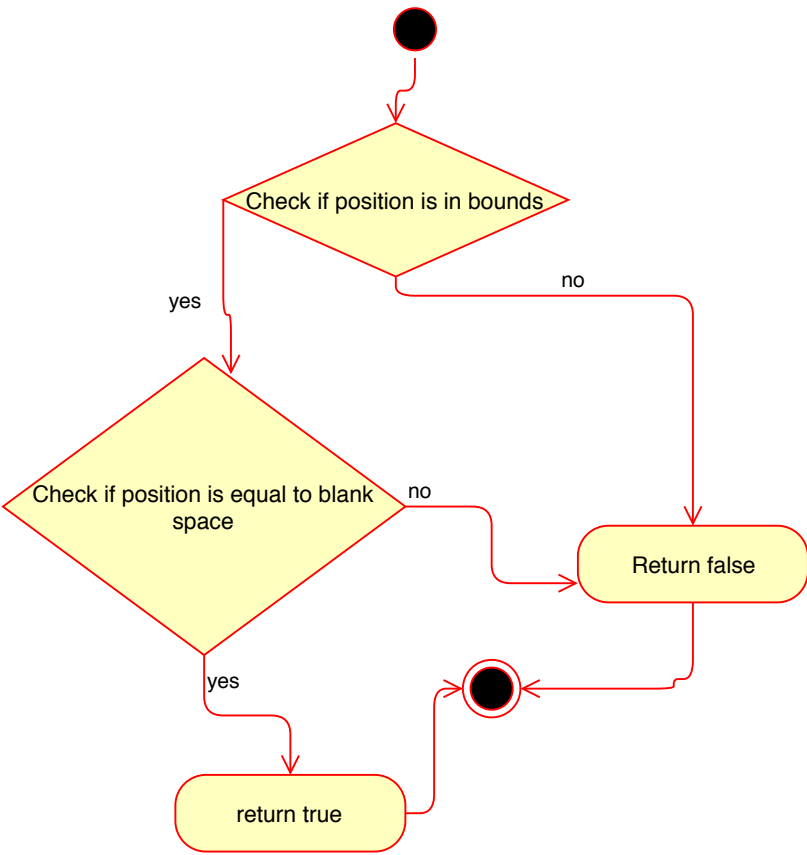 Check if position is in bounds
no
yes
Check if position is equal to blank
space
no
Return false
yes
return true